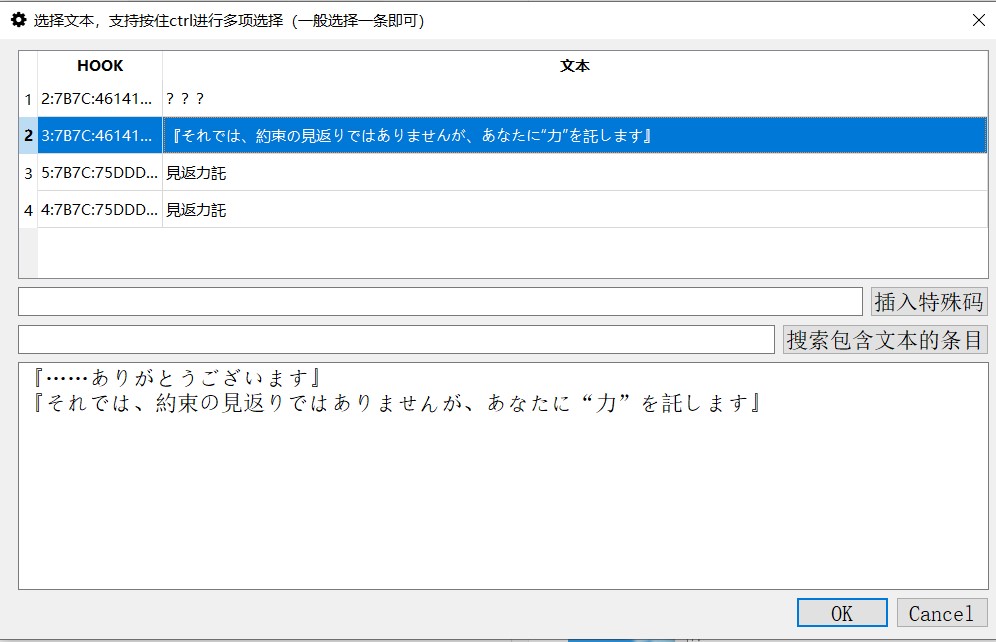 选择文本，支持按住ctrl进行多项选择（一般选择一条即可）
HOOK 文本
1 2:7B7C:46141... ？？？
2 3:7B7C:46141... 『それでは、約束の見返りではありませんが、あなたに“力”を託します』
3 5:7B7C:75DDD... 見返力託
4 4:7B7C:75DDD... 見返力託
插入特殊码
搜索包含文本的条目
『……ありがとうございます』
『それでは、約束の見返りではありませんが、あなたに“力”を託します』
OK Cancel